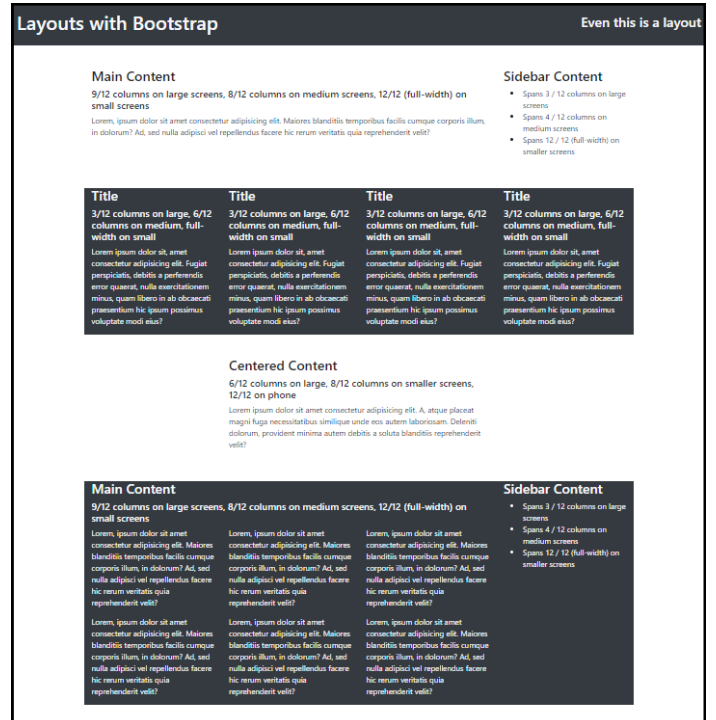 Layouts with Bootstrap
Even this is a layout
Main Content
9/12 columns on large screens, 8/12 columns on medium screens, 12/12 (full-width) on
small screens
Lorem, ipsum dolor sit amet consectetur adipisicing elit. Maiores blanditiis temporibus facilis cumque corporis illum,
in dolorum? Ad, sed nulla adipisci vel repellendus facere hic rerum veritatis quia reprehenderit velit?
Sidebar Content
Spans 3 / 12 columns on large
screens
Spans 4 / 12 columns on
medium screens
Spans 12 / 12 (full-width) on
smaller screens
Title
3/12 columns on large, 6/12
columns on medium, full-
width on small
Lorem ipsum dolor sit, amet
consectetur adipisicing elit. Fugiat
perspiciatis, debitis a perferendis
error quaerat, nulla exercitationem
minus, quam libero in ab obcaecati
praesentium hic ipsum possimus
voluptate modi eius?
Title
3/12 columns on large, 6/12
columns on medium, full-
width on small
Lorem ipsum dolor sit, amet
consectetur adipisicing elit. Fugiat
perspiciatis, debitis a perferendis
error quaerat, nulla exercitationem
minus, quam libero in ab obcaecati
praesentium hic ipsum possimus
voluptate modi eius?
Title
3/12 columns on large, 6/12
columns on medium, full-
width on small
Lorem ipsum dolor sit, amet
consectetur adipisicing elit. Fugiat
perspiciatis, debitis a perferendis
error quaerat, nulla exercitationem
minus, quam libero in ab obcaecati
praesentium hic ipsum possimus
voluptate modi eius?
Title
3/12 columns on large, 6/12
columns on medium, full-
width on small
Lorem ipsum dolor sit, amet
consectetur adipisicing elit. Fugiat
perspiciatis, debitis a perferendis
error quaerat, nulla exercitationem
minus, quam libero in ab obcaecati
praesentium hic ipsum possimus
voluptate modi eius?
Centered Content
6/12 columns on large, 8/12 columns on smaller screens,
12/12 on phone
Lorem ipsum dolor sit amet consectetur adipisicing elit. A, atque placeat
magni fuga necessitatibus similique unde eos autem laboriosam. Deleniti
dolorum, provident minima autem debitis a soluta blanditiis reprehenderit
velit?
Main Content
9/12 columns on large screens, 8/12 columns on medium screens, 12/12 (full-width) on
small screens
Lorem, ipsum dolor sit amet
consectetur adipisicing elit. Maiores
blanditiis temporibus facilis cumque
corporis illum, in dolorum? Ad, sed
nulla adipisci vel repellendus facere
hic rerum veritatis quia
reprehenderit velit?
Lorem, ipsum dolor sit amet
consectetur adipisicing elit. Maiores
blanditiis temporibus facilis cumque
corporis illum, in dolorum? Ad, sed
nulla adipisci vel repellendus facere
hic rerum veritatis quia
reprehenderit velit?
Lorem, ipsum dolor sit amet
consectetur adipisicing elit. Maiores
blanditiis temporibus facilis cumque
corporis illum, in dolorum? Ad, sed
nulla adipisci vel repellendus facere
hic rerum veritatis quia
reprehenderit velit?
Lorem, ipsum dolor sit amet
consectetur adipisicing elit. Maiores
blanditiis temporibus facilis cumque
corporis illum, in dolorum? Ad, sed
nulla adipisci vel repellendus facere
hic rerum veritatis quia
reprehenderit velit?
Lorem, ipsum dolor sit amet
consectetur adipisicing elit. Maiores
blanditiis temporibus facilis cumque
corporis illum, in dolorum? Ad, sed
nulla adipisci vel repellendus facere
hic rerum veritatis quia
reprehenderit velit?
Lorem, ipsum dolor sit amet
consectetur adipisicing elit. Maiores
blanditiis temporibus facilis cumque
corporis illum, in dolorum? Ad, sed
nulla adipisci vel repellendus facere
hic rerum veritatis quia
reprehenderit velit?
Sidebar Content
Spans 3 / 12 columns on large
screens
Spans 4 / 12 columns on
medium screens
Spans 12 / 12 (full-width) on
smaller screens